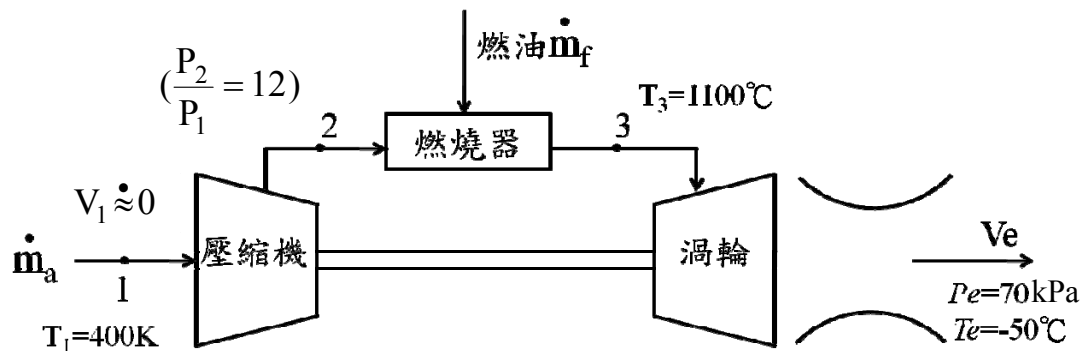 燃油ṁf
(P2/P1 = 12)
T3=1100℃
2
燃燒器
3
V1≈0
ṁa
1
壓縮機
渦輪
Ve
Pe=70kPa
Te=-50℃
T1=400K